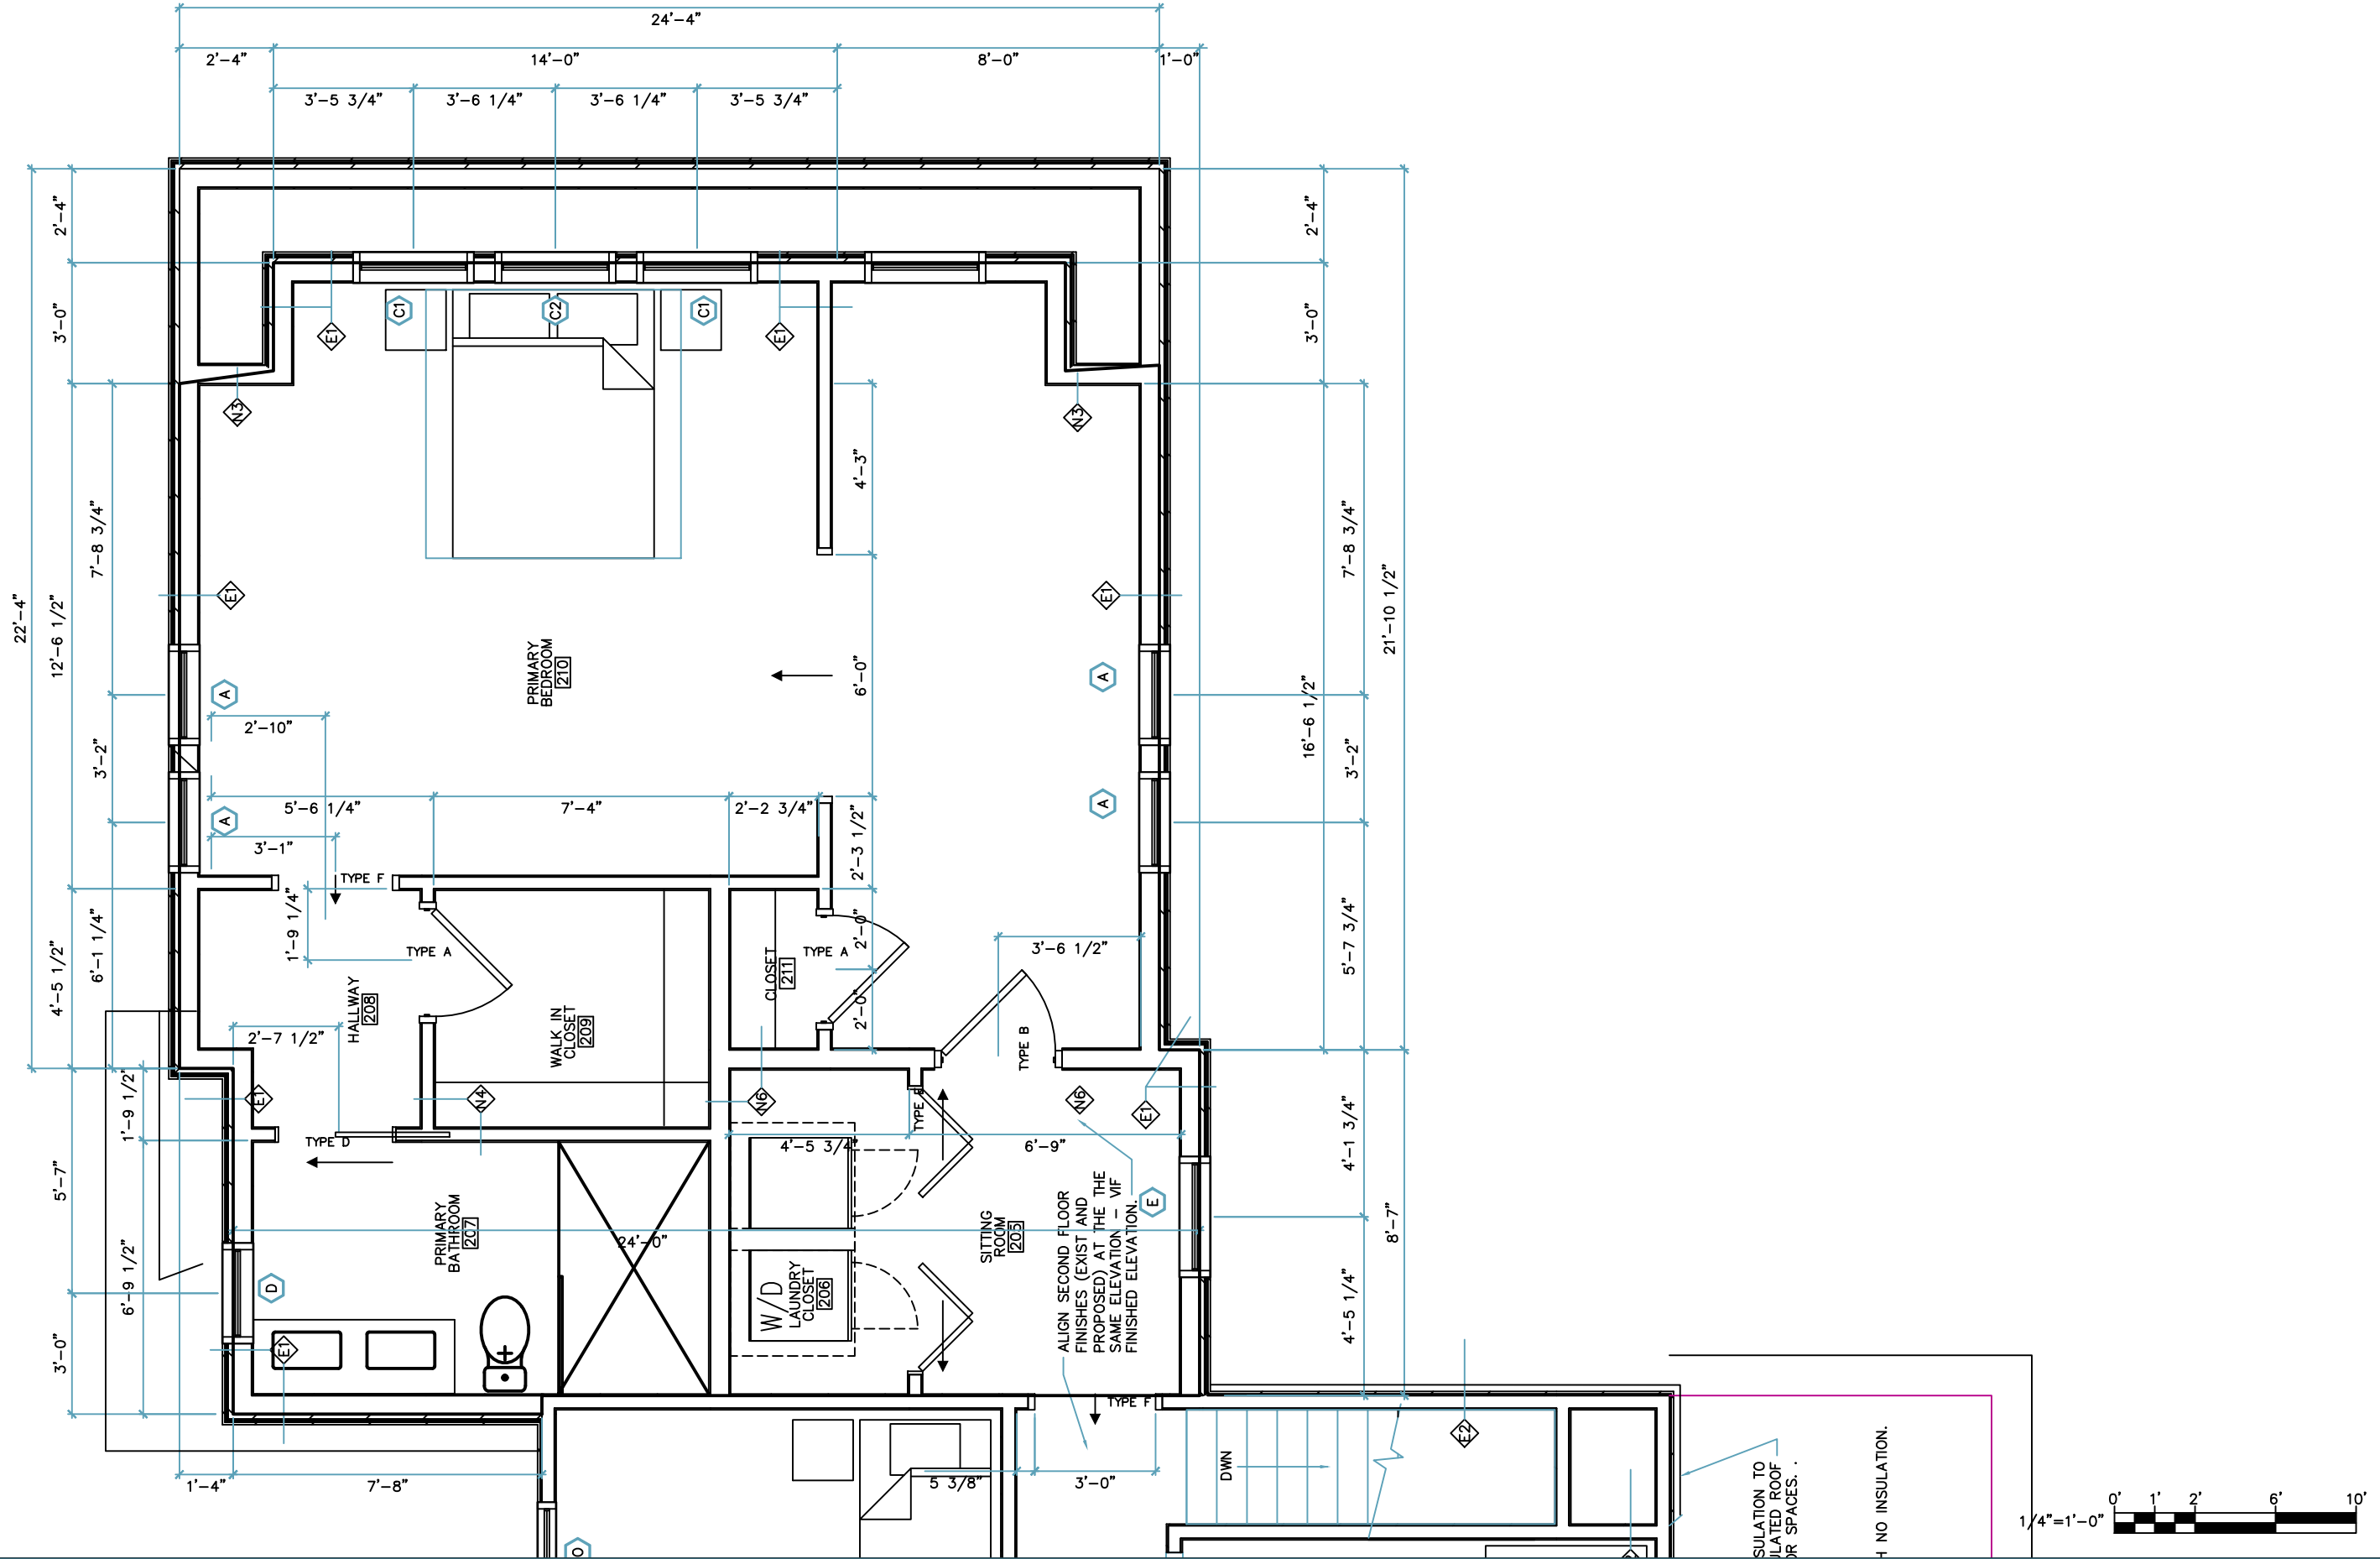 24'-4"
2'-4"
14'-0"
8'-0"
1'-0"
3'-5 3/4"
3'-6 1/4"
3'-6 1/4"
3'-5 3/4"
2'-4"
3'-0"
7'-8 3/4"
22'-4"
12'-6 1/2"
3'-2"
4'-5 1/2"
6'-1 1/4"
1'-9 1/2"
5'-7"
6'-9 1/2"
3'-0"
2'-4"
3'-0"
7'-8 3/4"
21'-10 1/2"
16'-6 1/2"
3'-2"
5'-7 3/4"
4'-1 3/4"
8'-7"
4'-5 1/4"
C1
C2
C1
E1
E1
N3
N3
4'-3"
E1
E1
PRIMARY
BEDROOM
210
6'-0"
A
A
2'-10"
5'-6 1/4"
7'-4"
2'-2 3/4"
A
A
3'-1"
2'-3 1/2"
TYPE F
1'-9 1/4"
TYPE A
HALLWAY
208
WALK IN
CLOSET
209
CLOSET
211
TYPE A
2'-0"
2'-0"
3'-6 1/2"
TYPE B
2'-7 1/2"
E1
N4
N6
N6
E1
TYPE D
TYPE
4'-5 3/4"
6'-9"
PRIMARY
BATHROOM
207
24'-0"
D
E1
W/D
LAUNDRY
CLOSET
206
SITTING
ROOM
205
ALIGN SECOND FLOOR
FINISHES (EXIST AND
PROPOSED) AT THE THE
SAME ELEVATION – VIF
FINISHED ELEVATION.
E
TYPE F
E2
1'-4"
7'-8"
5 3/8"
3'-0"
DWN
SULATION TO
ULATED ROOF
OR SPACES. .
H NO INSULATION.
0' 1' 2' 6' 10'
1/4"=1'-0"